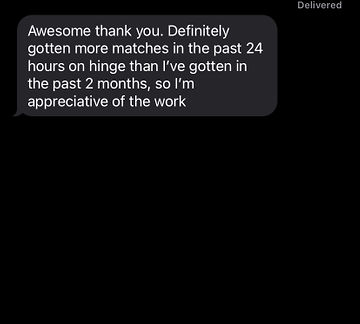 Delivered
Awesome thank you. Definitely
gotten more matches in the past 24
hours on hinge than I’ve gotten in
the past 2 months, so I’m
appreciative of the work